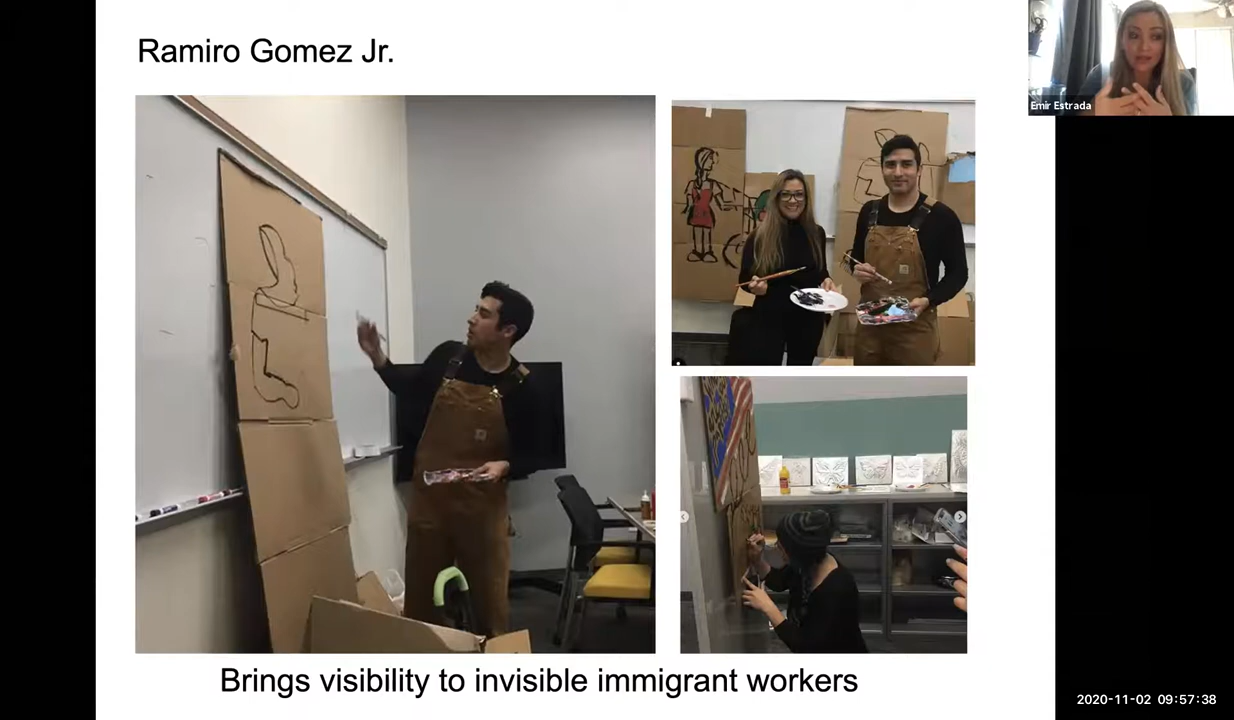 Ramiro Gomez Jr.
Emir Estrada
Brings visibility to invisible immigrant workers
2020-11-02 09:57:38